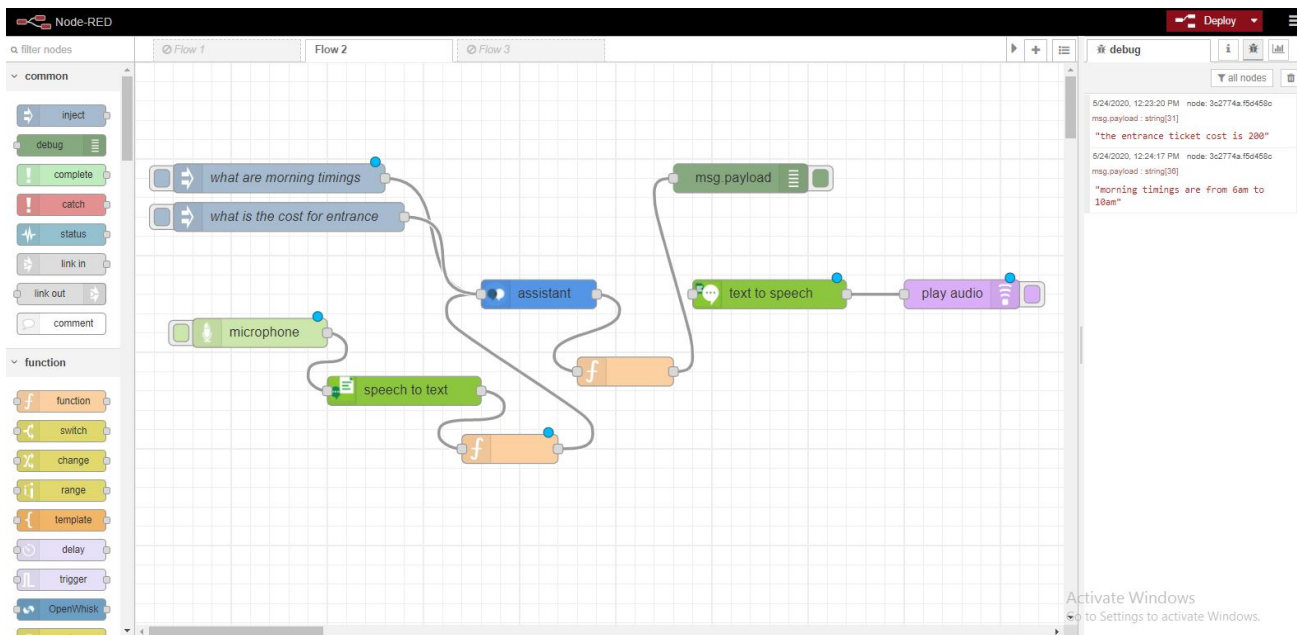 Node-RED
Deploy
filter nodes
Flow 1
Flow 2
Flow 3
debug
i
common
all nodes
inject
debug
complete
catch
status
link in
link out
comment
function
function
switch
change
range
template
delay
trigger
OpenWhisk
what are morning timings
what is the cost for entrance
msg.payload
assistant
text to speech
play audio
microphone
speech to text
f
f
5/24/2020, 12:23:20 PM node: 3c2774a.f5d458c
msg.payload : string[31]
"the entrance ticket cost is 200"
5/24/2020, 12:24:17 PM node: 3c2774a.f5d458c
msg.payload : string[36]
"morning timings are from 6am to
10am"
Activate Windows
Go to Settings to activate Windows.